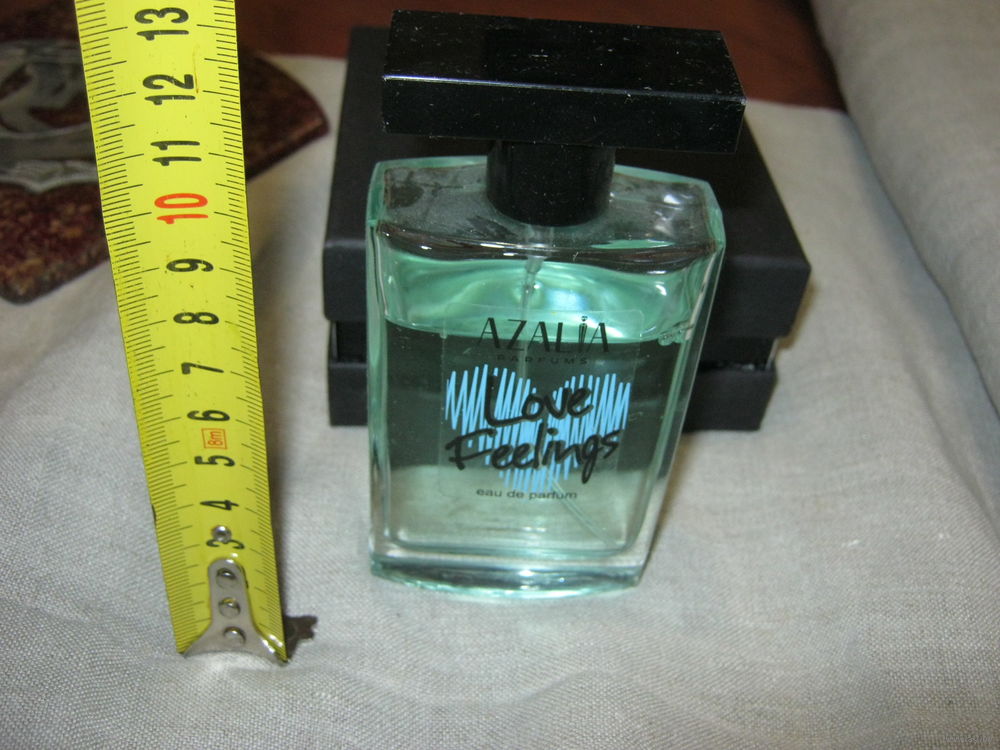 13
12
11
10
9
8
7
6
8m
5
4
3
AZALIA
PARFUMS
Love
Feelings
eau de parfum